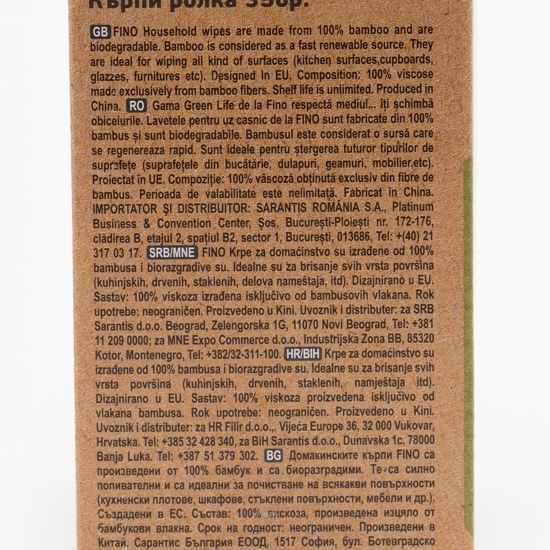 Кърпи ролка 35бр.
GB FINO Household wipes are made from 100% bamboo and are
biodegradable. Bamboo is considered as a fast renewable source. They
are ideal for wiping all kind of surfaces (kitchen surfaces,cupboards,
glazzes, furnitures etc). Designed in EU. Composition: 100% viscose
made exclusively from bamboo fibers. Shelf life is unlimited. Produced in
China. RO Gama Green Life de la Fino respectă mediul... îți schimbă
obiceiurile. Lavetele pentru uz casnic de la FINO sunt fabricate din 100%
bambus și sunt biodegradabile. Bambusul este considerat o sursă care
se regenereaza rapid. Sunt ideale pentru ștergerea tuturor tipurilor de
suprafețe (suprafețele din bucătărie, dulapuri, geamuri, mobilier,etc).
Proiectat în UE. Compoziție: 100% vâscoză obținută exclusiv din fibre de
bambus. Perioada de valabilitate este nelimitată. Fabricat în China.
IMPORTATOR ȘI DISTRIBUITOR: SARANTIS ROMÂNIA S.A., Platinum
Business & Convention Center, Șos. București-Ploiești nr. 172-176,
clădirea B, etajul 2, spațiul B2, sector 1, București, 013686, Tel: +(40) 21
317 03 17. SRB/MNE FINO Krpe za domaćinstvo su izrađene od 100%
bambusa i biorazgradive su. Idealne su za brisanje svih vrsta površina
(kuhinjskih, drvenih, staklenih, delova nameštaja, itd). Dizajnirano u EU.
Sastav: 100% viskoza izrađena isključivo od bambusovih vlakana. Rok
upotrebe: neograničen. Proizvedeno u Kini. Uvoznik i distributer: za SRB
Sarantis d.o.o. Beograd, Zelengorska 1G, 11070 Novi Beograd, Tel: +381
11 209 0000; za MNE Expo Commerce d.o.o., Industrijska Zona BB, 85320
Kotor, Montenegro, Tel: +382/32-311-100. HR/BIH Krpe za domaćinstvo su
izrađene od 100% bambusa i biorazgradive su. Idealne su za brisanje svih
vrsta površina (kuhinjskih, drvenih, staklenih, namještaja itd).
Dizajnirano u EU. Sastav: 100% viskoza proizvedena isključivo od
vlakana bambusa. Rok upotrebe: neograničen. Proizvedeno u Kini.
Uvoznik i distributer: za HR Filir d.o.o., Vijeća Europe 36, 32 000 Vukovar,
Hrvatska. Tel: +385 32 428 340, za BiH Sarantis d.o.o., Dunavska 1c, 78000
Banja Luka. Tel: +387 51 379 302. BG Домакинските кърпи FINO са
произведени от 100% бамбук и са биоразградими. Те са силно
попивателни и са идеални за почистване на всякакви повърхности
(кухненски плотове, шкафове, стъклени повърхности, мебели и др.).
Създадени в ЕС. Състав: 100% вискоза, произведена изцяло от
бамбукови влакна. Срок на годност: неограничен. Произведени в
Китай. Сарантис България ЕООД, 1517 София, бул. Ботевградско